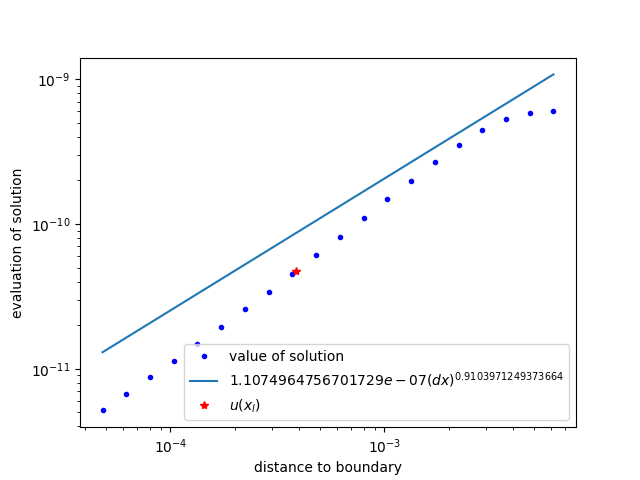 10⁻⁹
10⁻¹⁰
10⁻¹¹
evaluation of solution
value of solution
1.1074964756701729e − 07(dx)^0.9103971249373664
u(x_l)
10⁻⁴
10⁻³
distance to boundary